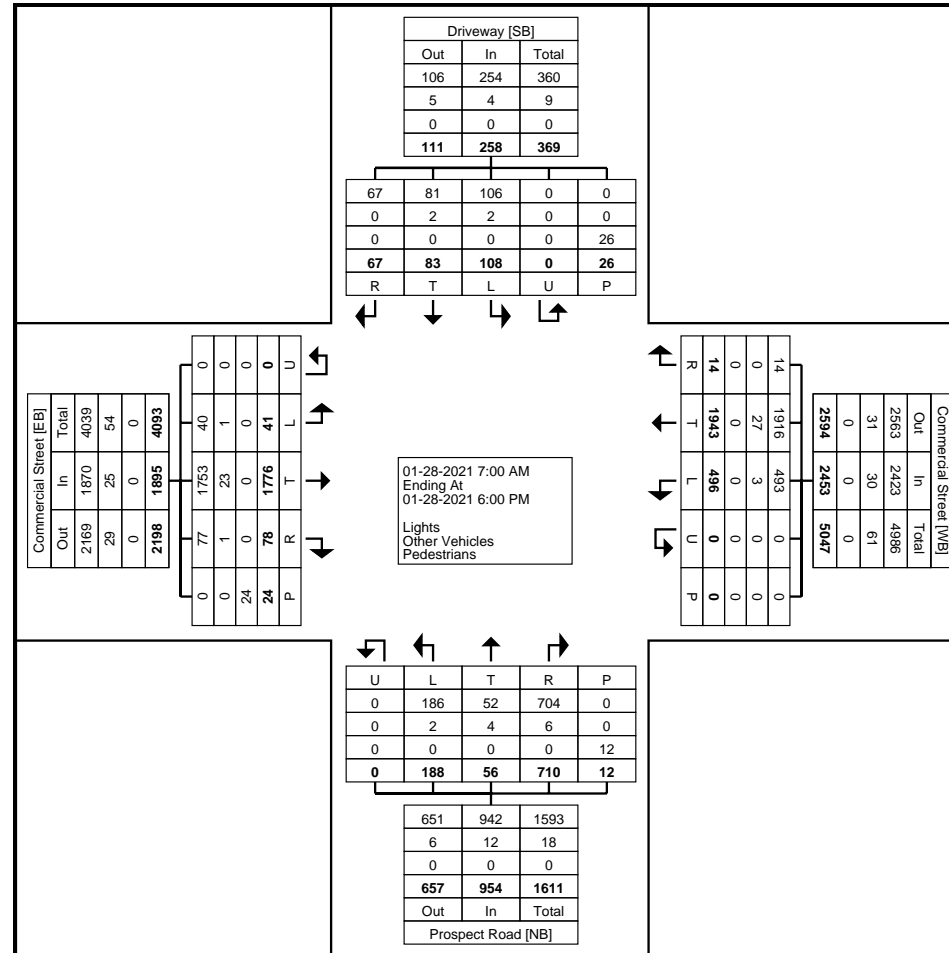 Driveway [SB]
Out In Total
106 254 360
5 4 9
0 0 0
111 258 369
67 81 106 0 0
0 2 2 0 0
0 0 0 0 26
67 83 108 0 26
R T L U P
Commercial Street [EB]
Total In Out
4039 1870 2169
54 25 29
0 0 0
4093 1895 2198
0 40 1753 77 0
0 1 23 1 0
0 0 0 0 24
0 41 1776 78 24
U L T R P
01-28-2021 7:00 AM
Ending At
01-28-2021 6:00 PM
Lights
Other Vehicles
Pedestrians
R T L U P
14 1943 496 0 0
0 0 0 0 0
0 27 3 0 0
14 1916 493 0 0
2594 2453 5047
0 0 0
31 30 61
2563 2423 4986
Out In Total
Commercial Street [WB]
U L T R P
0 186 52 704 0
0 2 4 6 0
0 0 0 0 12
0 188 56 710 12
651 942 1593
6 12 18
0 0 0
657 954 1611
Out In Total
Prospect Road [NB]